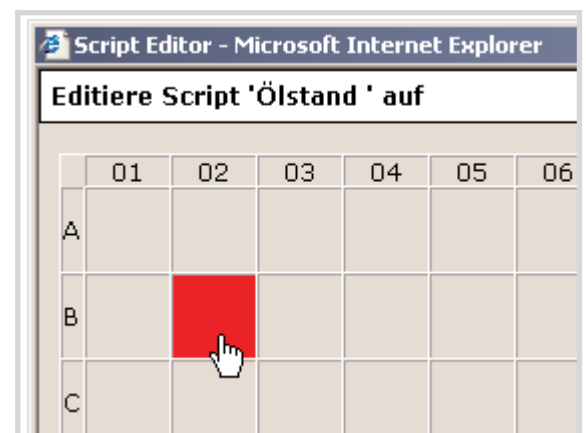 Script Editor - Microsoft Internet Explorer
Editiere Script 'Ölstand ' auf
01 02 03 04 05 06
A
B
C